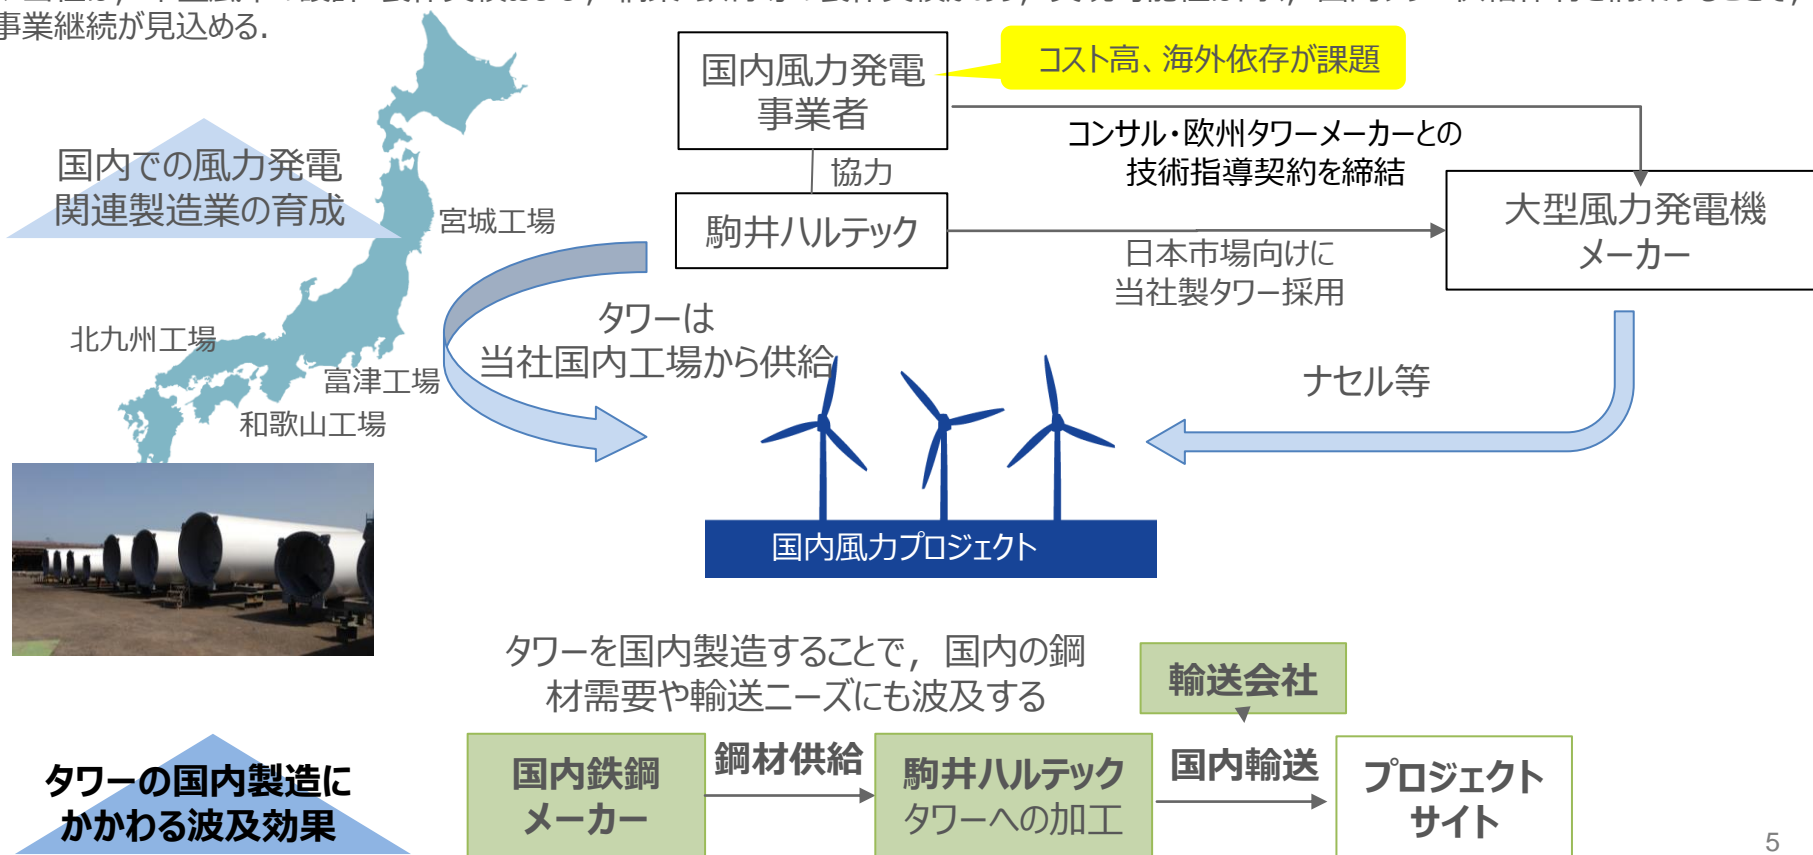 事業継続が見込める.
国内風力発電
事業者
コスト高、海外依存が課題
コンサル・欧州タワーメーカーとの
技術指導契約を締結
協力
国内での風力発電
関連製造業の育成
宮城工場
駒井ハルテック
大型風力発電機
メーカー
日本市場向けに
当社製タワー採用
タワーは
当社国内工場から供給
北九州工場
富津工場
和歌山工場
ナセル等
国内風力プロジェクト
タワーを国内製造することで,国内の鋼
材需要や輸送ニーズにも波及する
輸送会社
タワーの国内製造に
かかわる波及効果
国内鉄鋼
メーカー
鋼材供給
駒井ハルテック
タワーへの加工
国内輸送
プロジェクト
サイト
5